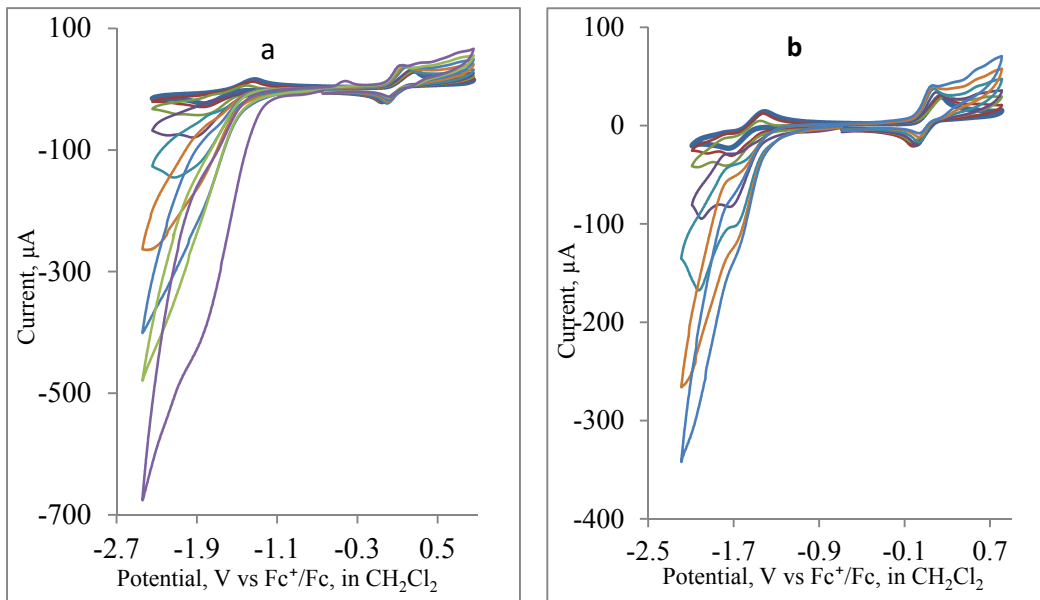 a
100
-100
-300
-500
-700
Current, µA
-2.7 -1.9 -1.1 -0.3 0.5
Potential, V vs Fc⁺/Fc, in CH₂Cl₂
b
100
0
-100
-200
-300
-400
Current, µA
-2.5 -1.7 -0.9 -0.1 0.7
Potential, V vs Fc⁺/Fc, in CH₂Cl₂